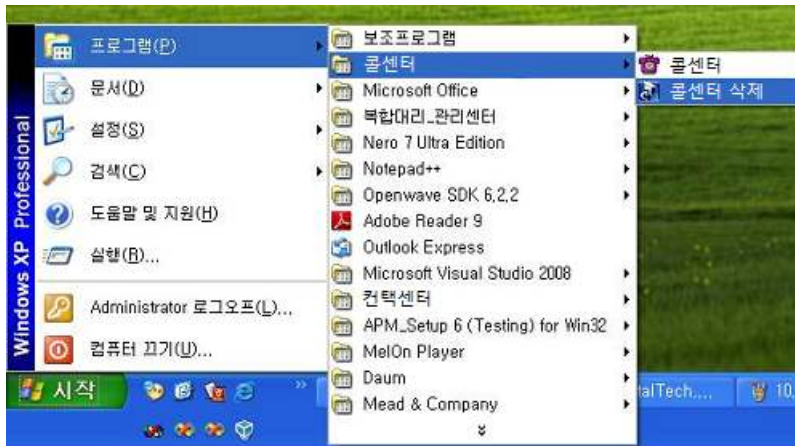 Windows XP Professional
프로그램(P)
문서(D)
설정(S)
검색(C)
도움말 및 지원(H)
실행(R)...
Administrator 로그오프(L)...
컴퓨터 끄기(U)...
보조프로그램
콜센터
Microsoft Office
복합대리_관리센터
Nero 7 Ultra Edition
Notepad++
Openwave SDK 6.2.2
Adobe Reader 9
Outlook Express
Microsoft Visual Studio 2008
컨택센터
APM_Setup 6 (Testing) for Win32
MelOn Player
Daum
Mead & Company
콜센터
콜센터 삭제
시작
talTech....
10.